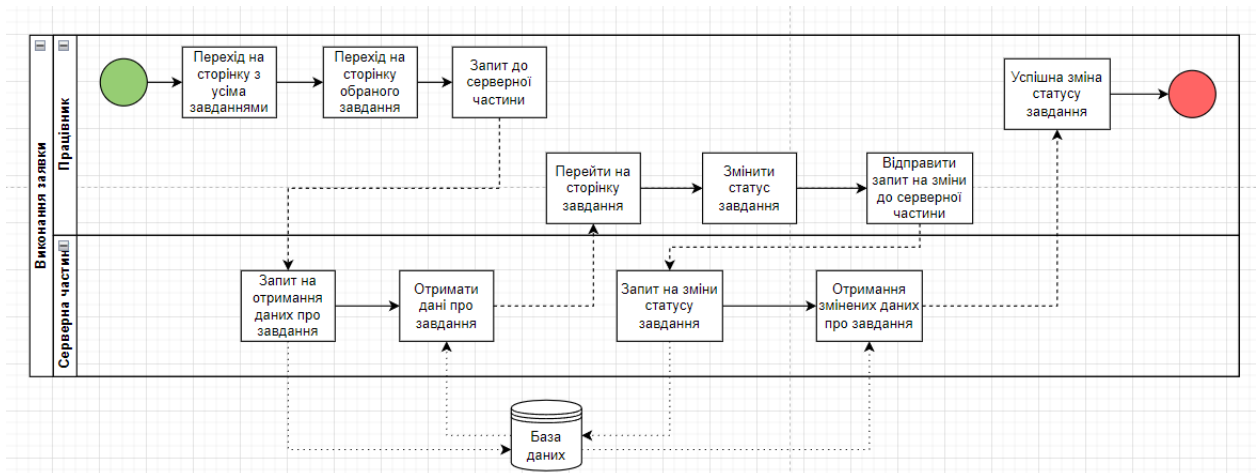 Виконання заявки
Працівник
Перехід на
сторінку з
усіма
завданнями
Перехід на
сторінку
обраного
завдання
Запит до
серверної
частини
Успішна зміна
статусу
завдання
Перейти на
сторінку
завдання
Змінити
статус
завдання
Відправити
запит на зміни
до серверної
частини
Серверна частина
Запит на
отримання
даних про
завдання
Отримати
дані про
завдання
Запит на зміни
статусу
завдання
Отримання
змінених даних
про завдання
База
даних